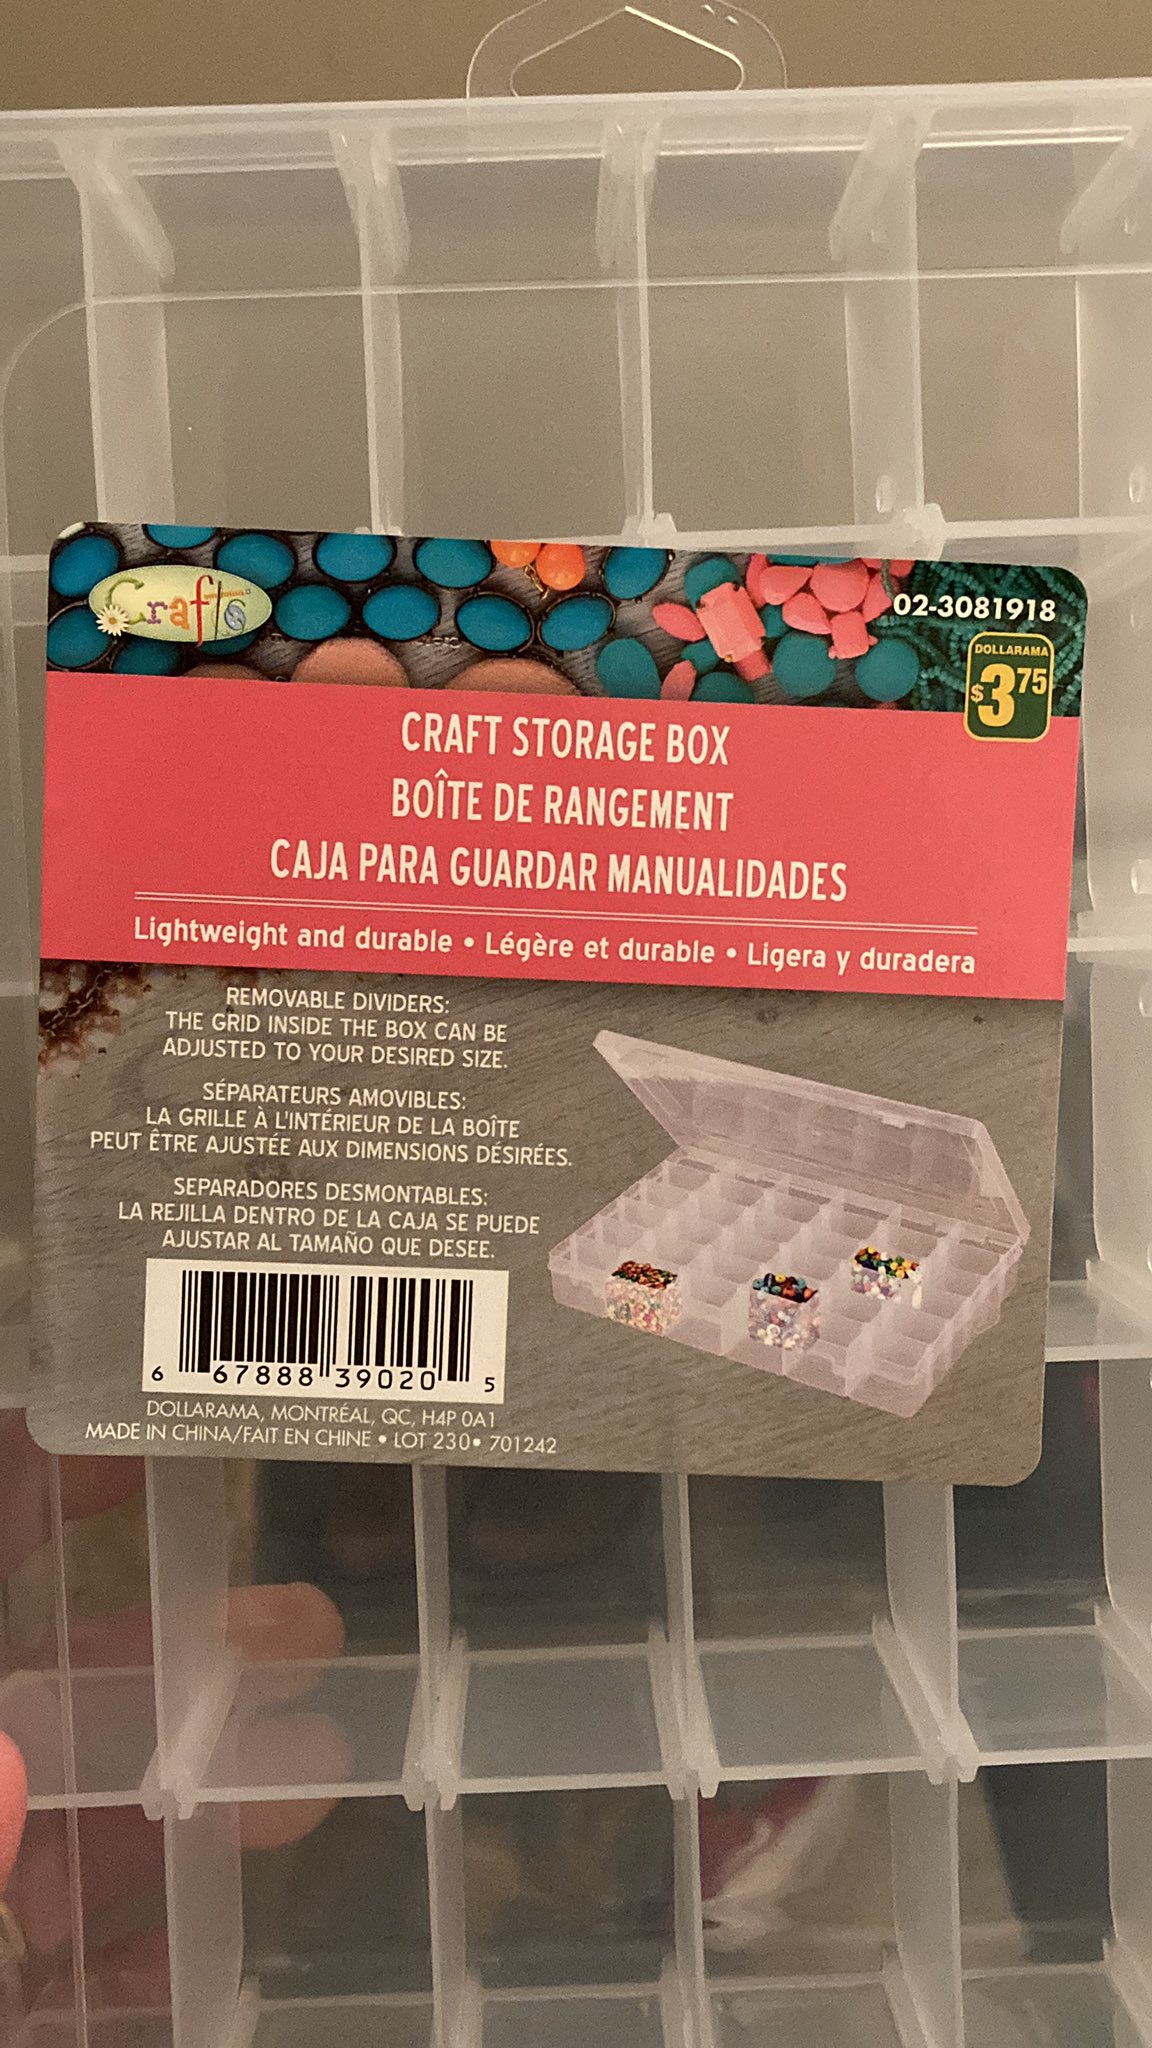 Crafts
02-3081918
DOLLARAMA
$3.75
CRAFT STORAGE BOX
BOÎTE DE RANGEMENT
CAJA PARA GUARDAR MANUALIDADES
Lightweight and durable • Légère et durable • Ligera y duradera
REMOVABLE DIVIDERS:
THE GRID INSIDE THE BOX CAN BE
ADJUSTED TO YOUR DESIRED SIZE.
SÉPARATEURS AMOVIBLES:
LA GRILLE À L'INTÉRIEUR DE LA BOÎTE
PEUT ÊTRE AJUSTÉE AUX DIMENSIONS DÉSIRÉES.
SEPARADORES DESMONTABLES:
LA REJILLA DENTRO DE LA CAJA SE PUEDE
AJUSTAR AL TAMAÑO QUE DESEE.
6 67888 39020 5
DOLLARAMA, MONTRÉAL, QC, H4P 0A1
MADE IN CHINA/FAIT EN CHINE • LOT 230• 701242